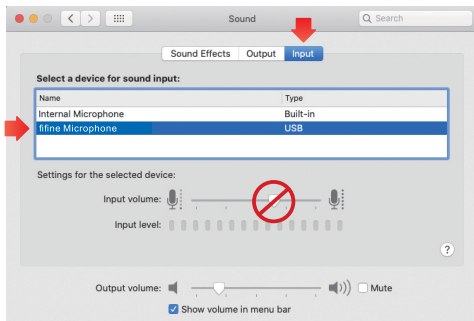 Sound
Search
Sound Effects Output Input
Select a device for sound input:
Name Type
Internal Microphone Built-in
fifine Microphone USB
Settings for the selected device:
Input volume:
Input level:
?
Output volume: Mute
Show volume in menu bar